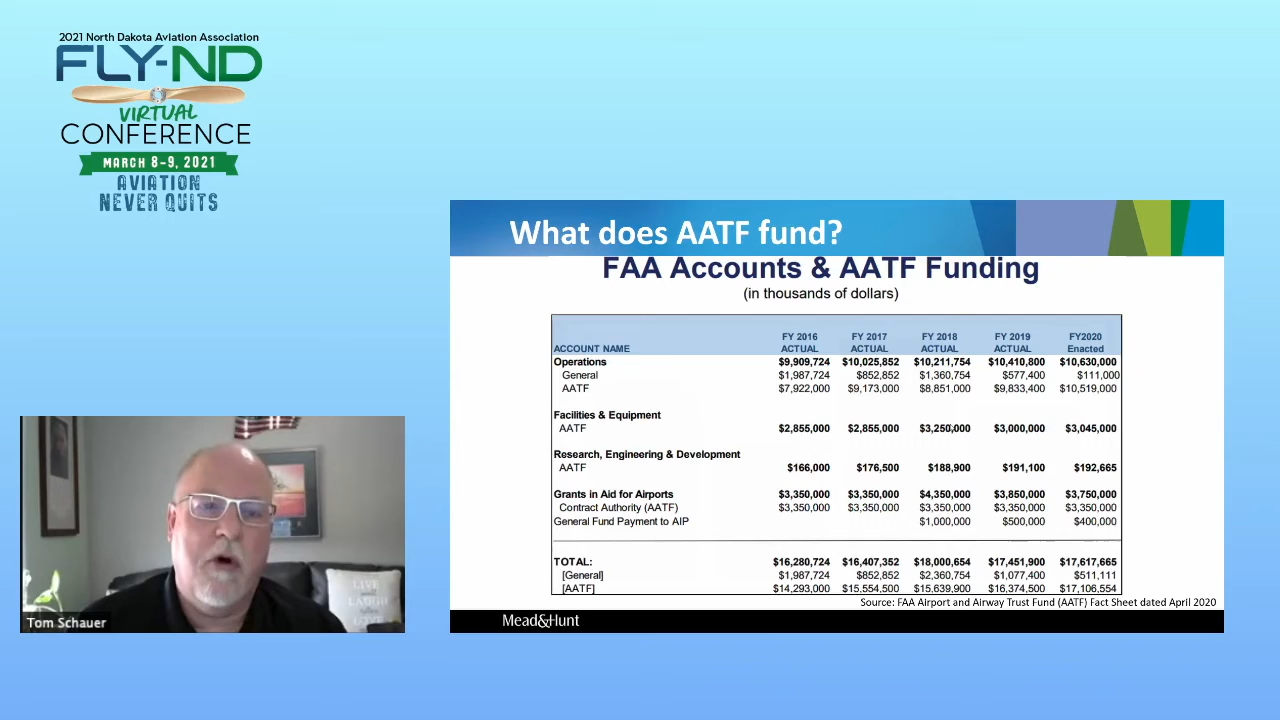 2021 North Dakota Aviation Association
FLY-ND
VIRTUAL
CONFERENCE
MARCH 8-9, 2021
AVIATION
NEVER QUITS
What does AATF fund?
FAA Accounts & AATF Funding
(in thousands of dollars)
FY 2016 FY 2017 FY 2018 FY 2019 FY2020
ACCOUNT NAME ACTUAL ACTUAL ACTUAL ACTUAL Enacted
Operations $9,909,724 $10,025,852 $10,211,754 $10,410,800 $10,630,000
General $1,987,724 $852,852 $1,360,754 $577,400 $111,000
AATF $7,922,000 $9,173,000 $8,851,000 $9,833,400 $10,519,000
Facilities & Equipment
AATF $2,855,000 $2,855,000 $3,250,000 $3,000,000 $3,045,000
Research, Engineering & Development
AATF $166,000 $176,500 $188,900 $191,100 $192,665
Grants in Aid for Airports $3,350,000 $3,350,000 $4,350,000 $3,850,000 $3,750,000
Contract Authority (AATF) $3,350,000 $3,350,000 $3,350,000 $3,350,000 $3,350,000
General Fund Payment to AIP $1,000,000 $500,000 $400,000
TOTAL: $16,280,724 $16,407,352 $18,000,654 $17,451,900 $17,617,665
[General] $1,987,724 $852,852 $2,360,754 $1,077,400 $511,111
[AATF] $14,293,000 $15,554,500 $15,639,900 $16,374,500 $17,106,554
Source: FAA Airport and Airway Trust Fund (AATF) Fact Sheet dated April 2020
Mead&Hunt
LIVE
LAUGH
LOVE
Tom Schauer